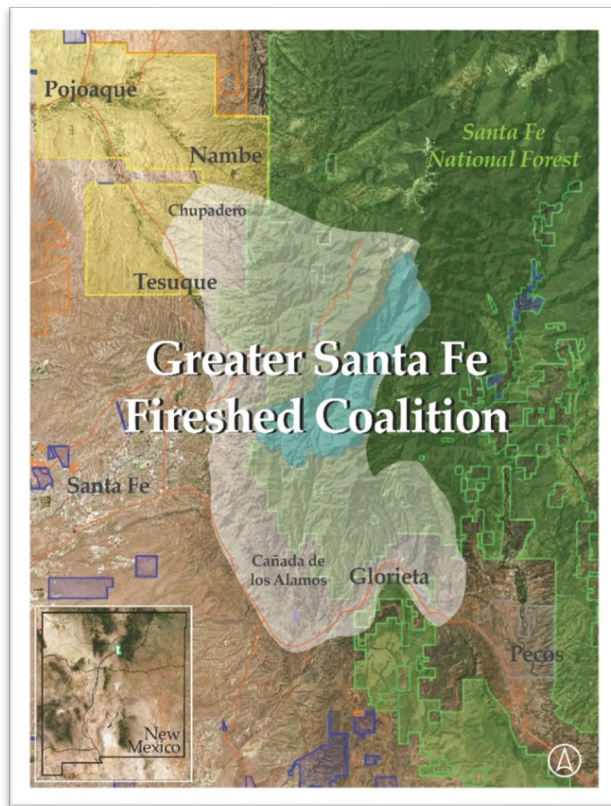 Pojoaque
Santa Fe
National Forest
Nambe
Chupadero
Tesuque
Greater Santa Fe
Fireshed Coalition
Santa Fe
Cañada de
los Alamos
Glorieta
Pecos
New
Mexico